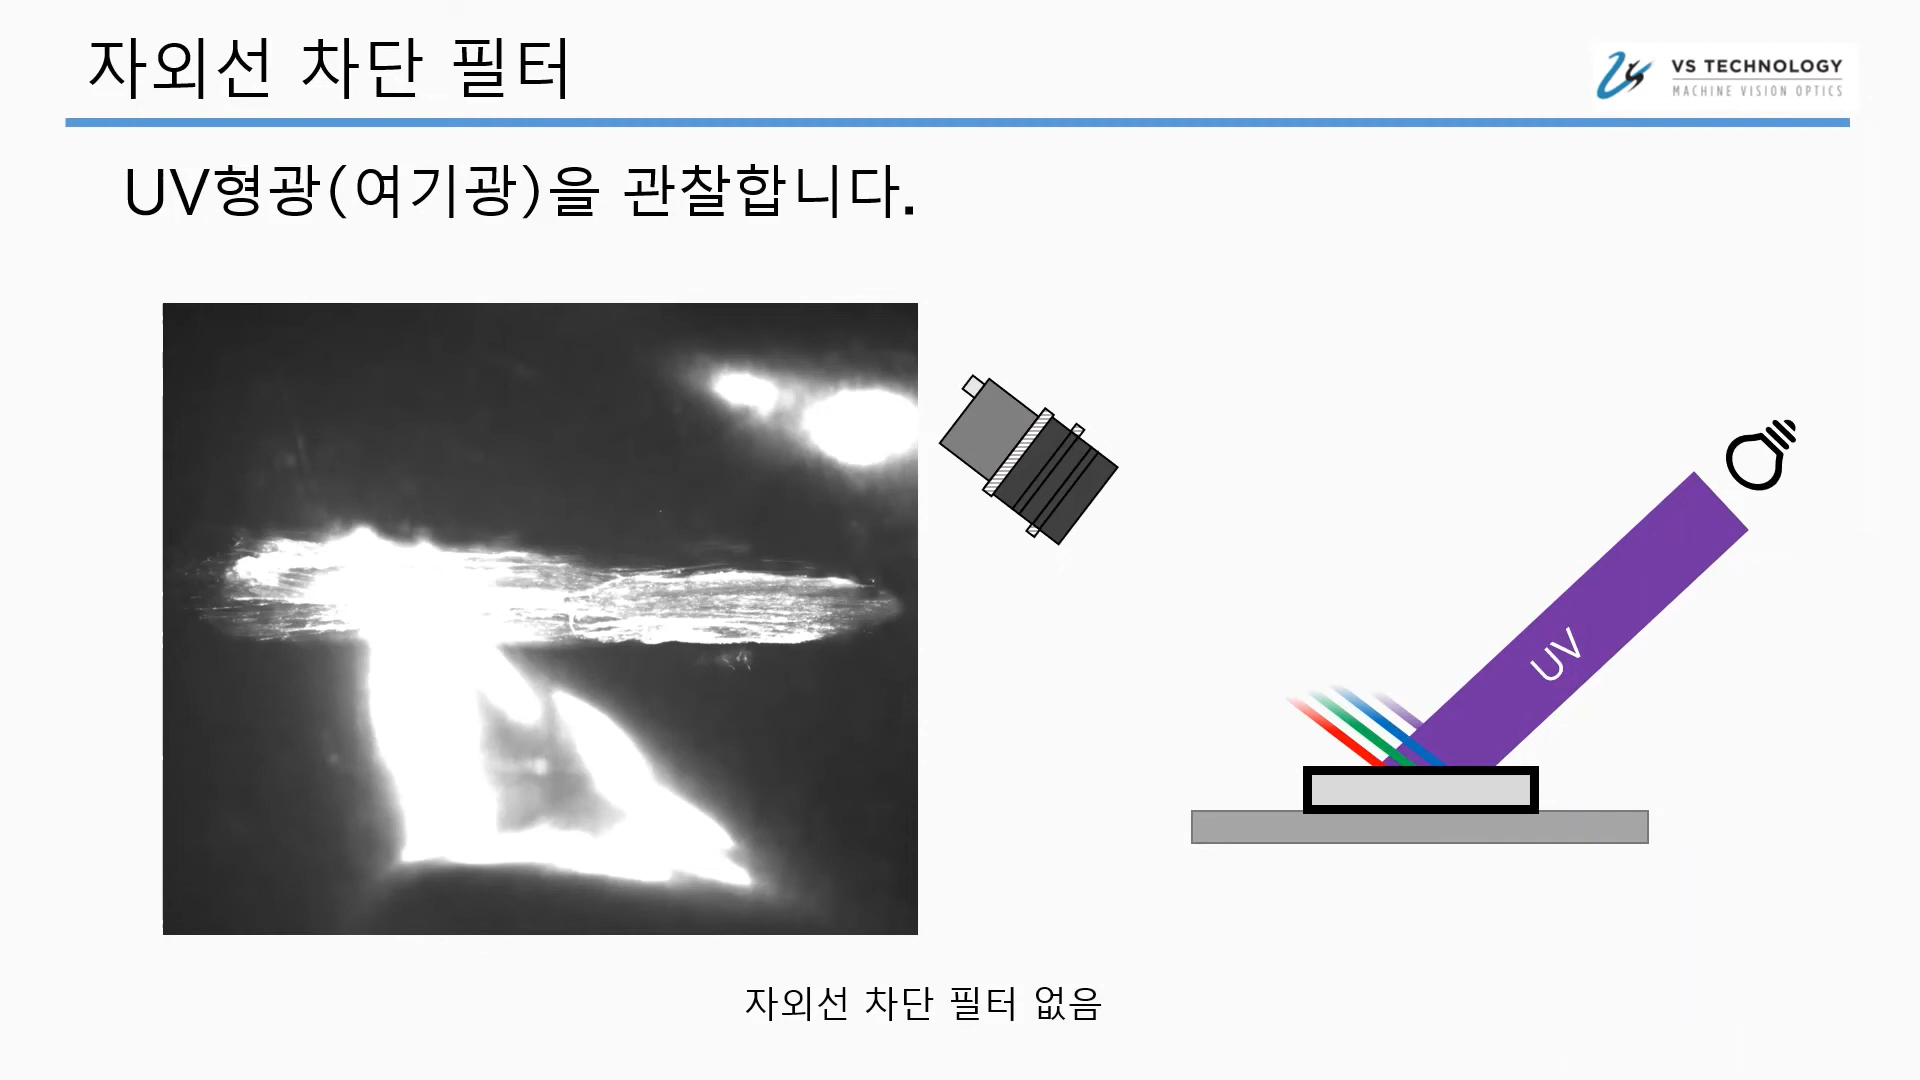 자외선 차단 필터
VS TECHNOLOGY
MACHINE VISION OPTICS
UV형광(여기광)을 관찰합니다.
UV
자외선 차단 필터 없음